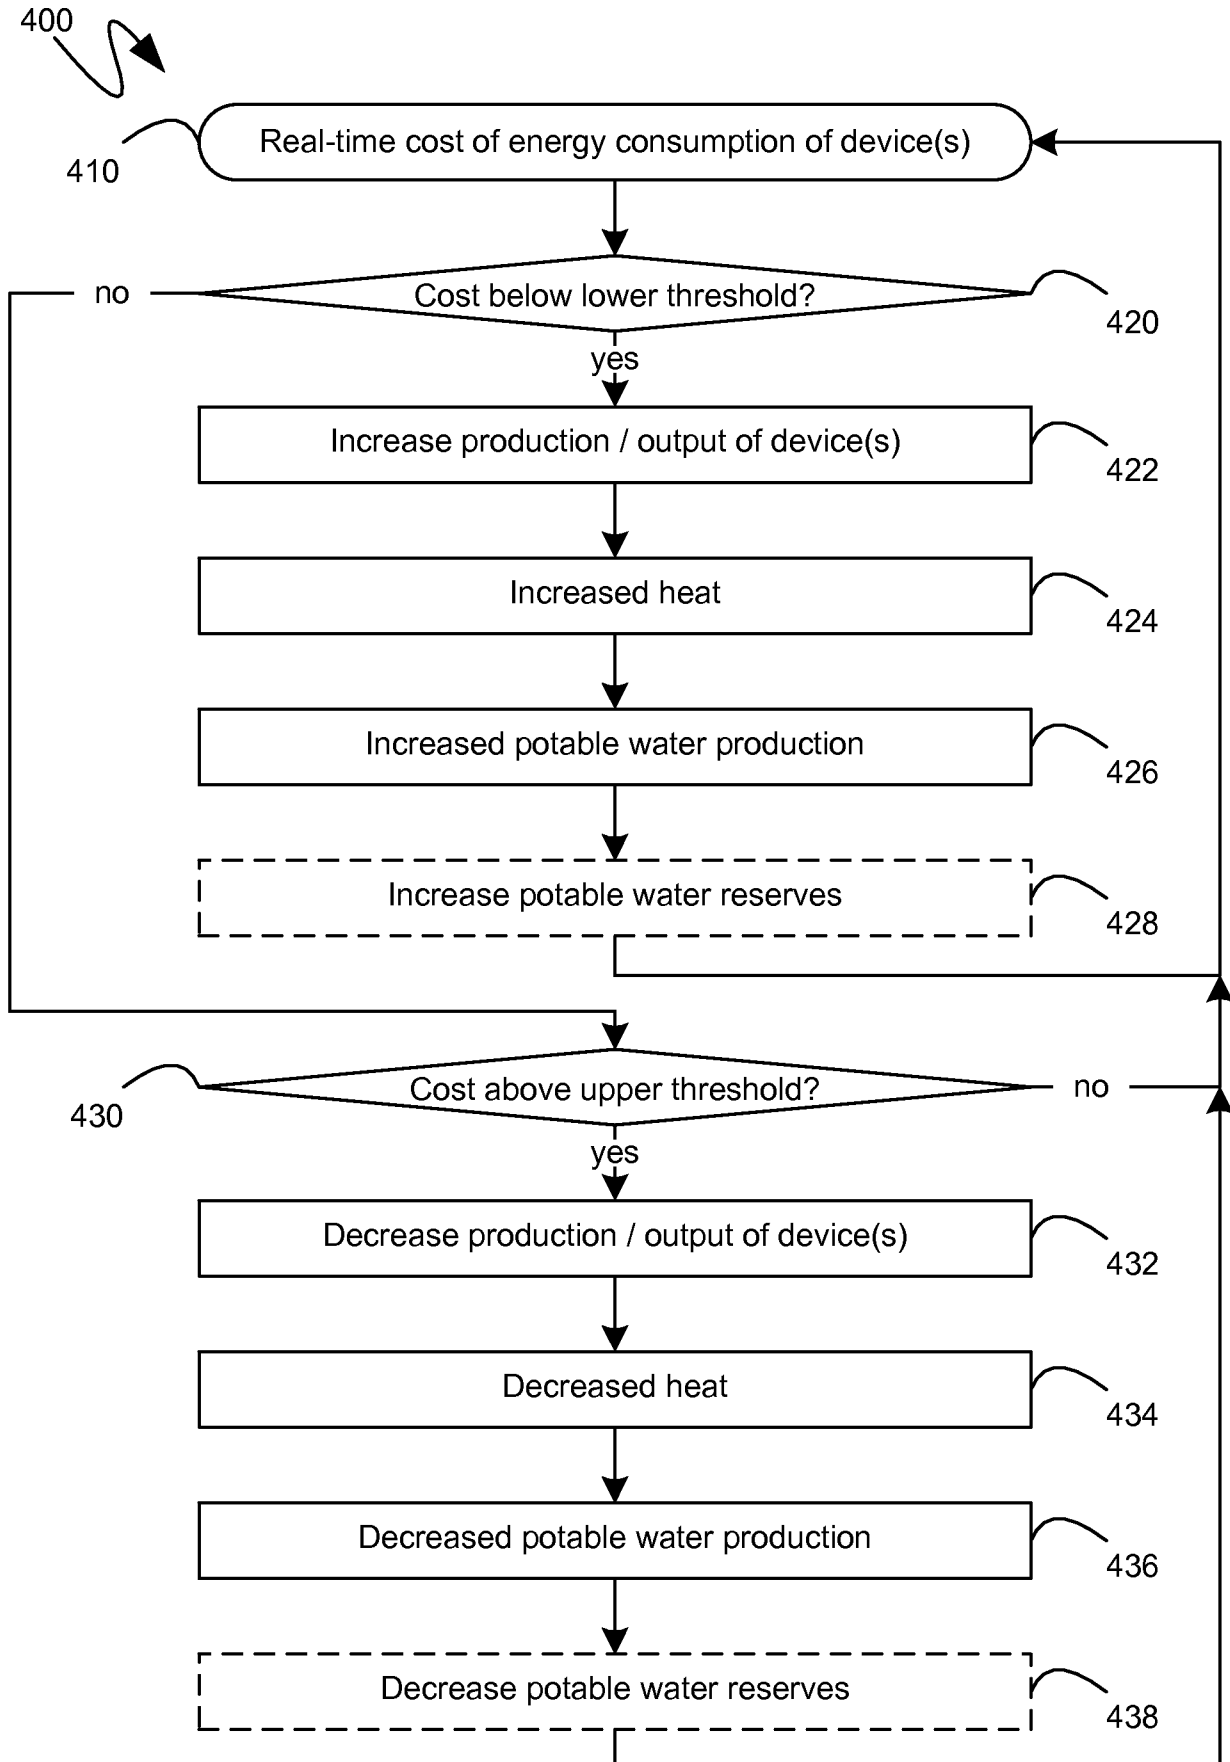 400
410
Real-time cost of energy consumption of device(s)
no
Cost below lower threshold?
420
yes
Increase production / output of device(s)
422
Increased heat
424
Increased potable water production
426
Increase potable water reserves
428
430
Cost above upper threshold?
no
yes
Decrease production / output of device(s)
432
Decreased heat
434
Decreased potable water production
436
Decrease potable water reserves
438